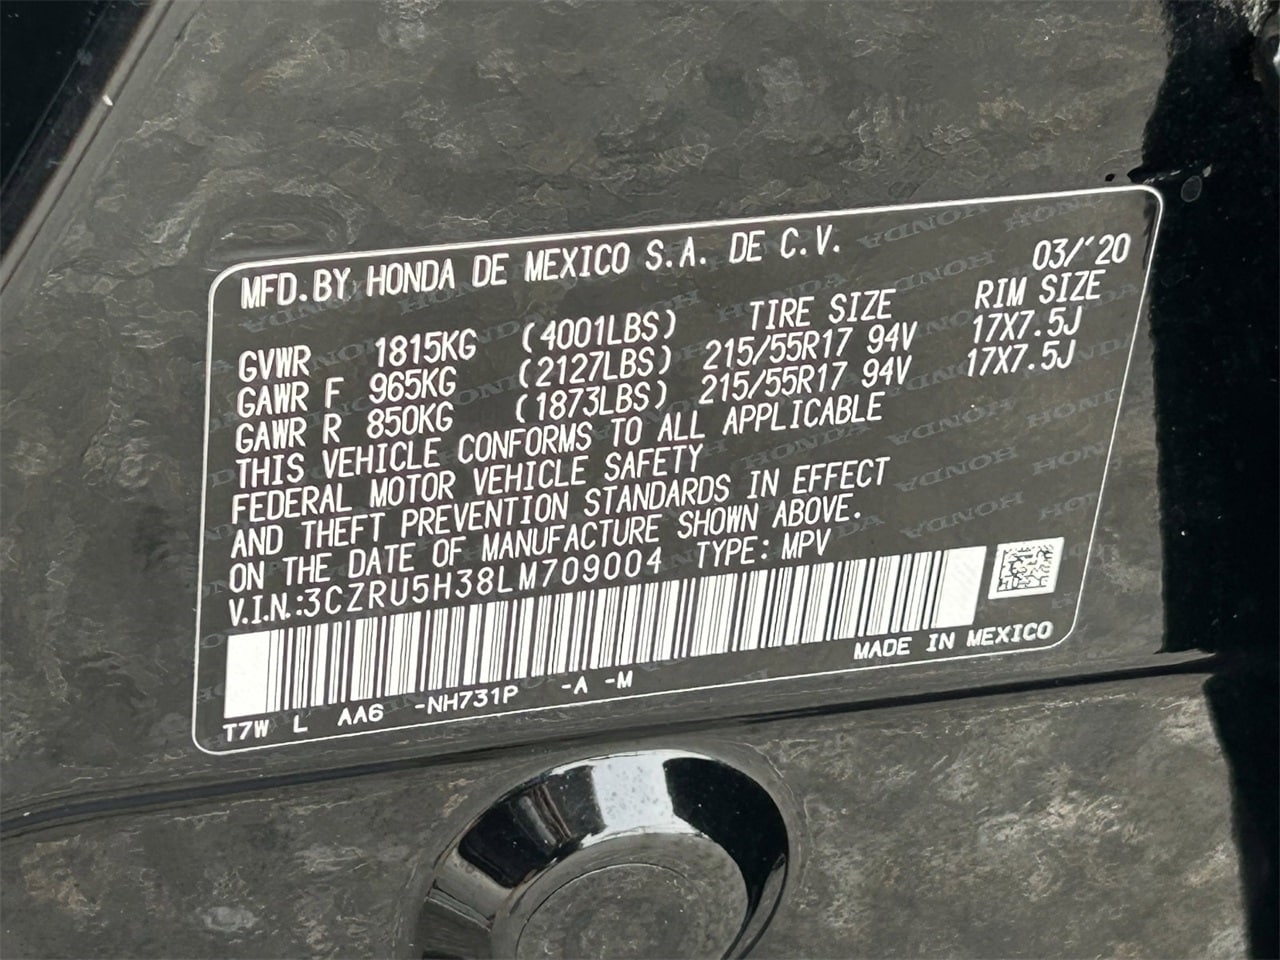 MFD.BY HONDA DE MEXICO S.A. DE C.V. 03/'20
TIRE SIZE RIM SIZE
GVWR 1815KG (4001LBS)
GAWR F 965KG (2127LBS) 215/55R17 94V 17X7.5J
GAWR R 850KG (1873LBS) 215/55R17 94V 17X7.5J
THIS VEHICLE CONFORMS TO ALL APPLICABLE
FEDERAL MOTOR VEHICLE SAFETY
AND THEFT PREVENTION STANDARDS IN EFFECT
ON THE DATE OF MANUFACTURE SHOWN ABOVE.
V.I.N.:3CZRU5H38LM709004 TYPE: MPV
MADE IN MEXICO
T7W L AA6 -NH731P -A -M